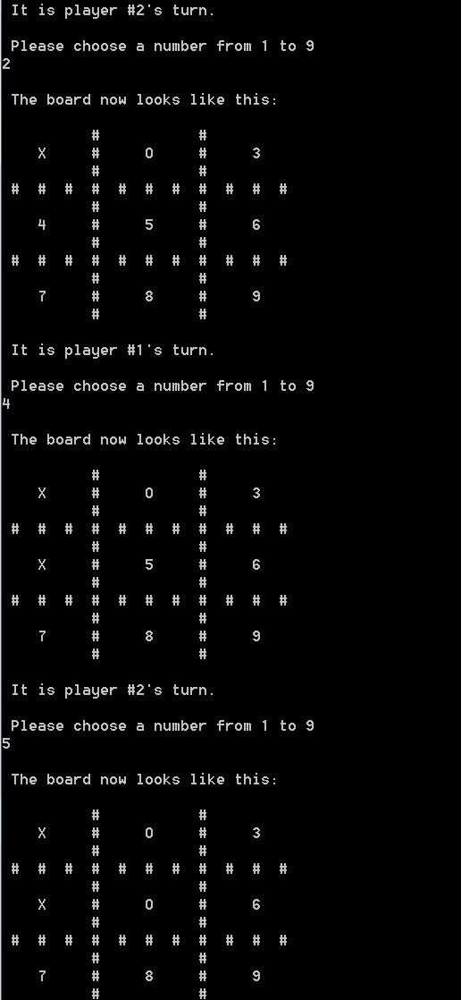 It is player #2's turn.
Please choose a number from 1 to 9
2
The board now looks like this:
# #
X # O # 3
# #
# # # # # # # # # # #
# #
4 # 5 # 6
# #
# # # # # # # # # # #
# #
7 # 8 # 9
# #
It is player #1's turn.
Please choose a number from 1 to 9
4
The board now looks like this:
# #
X # O # 3
# #
# # # # # # # # # # #
# #
X # 5 # 6
# #
# # # # # # # # # # #
# #
7 # 8 # 9
# #
It is player #2's turn.
Please choose a number from 1 to 9
5
The board now looks like this:
# #
X # O # 3
# #
# # # # # # # # # # #
# #
X # O # 6
# #
# # # # # # # # # # #
# #
7 # 8 # 9
# #